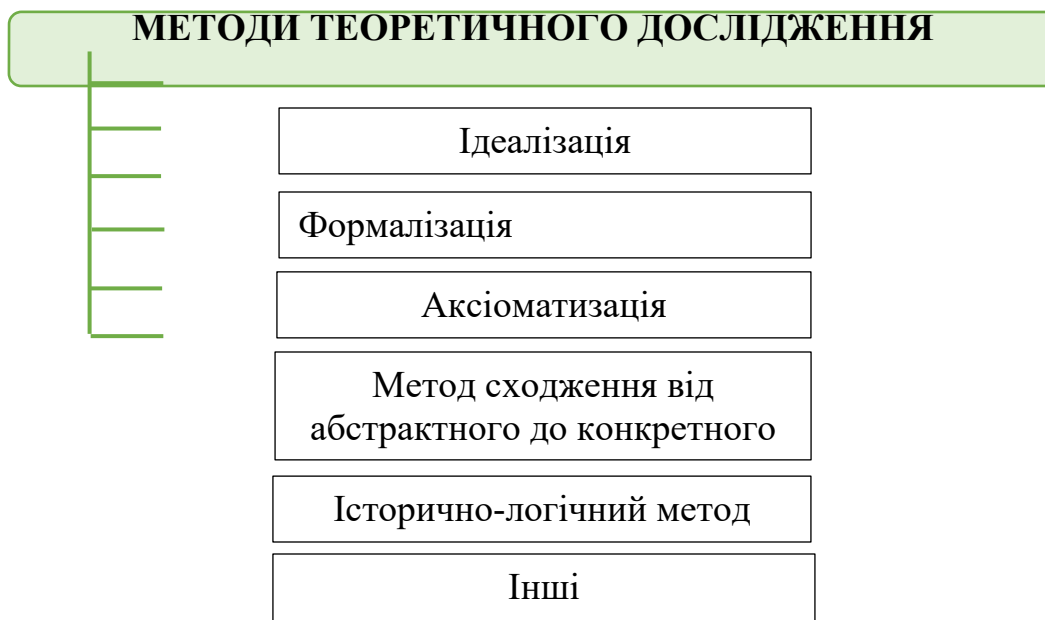 МЕТОДИ ТЕОРЕТИЧНОГО ДОСЛІДЖЕННЯ
Ідеалізація
Формалізація
Аксіоматизація
Метод сходження від
абстрактного до конкретного
Історично-логічний метод
Інші